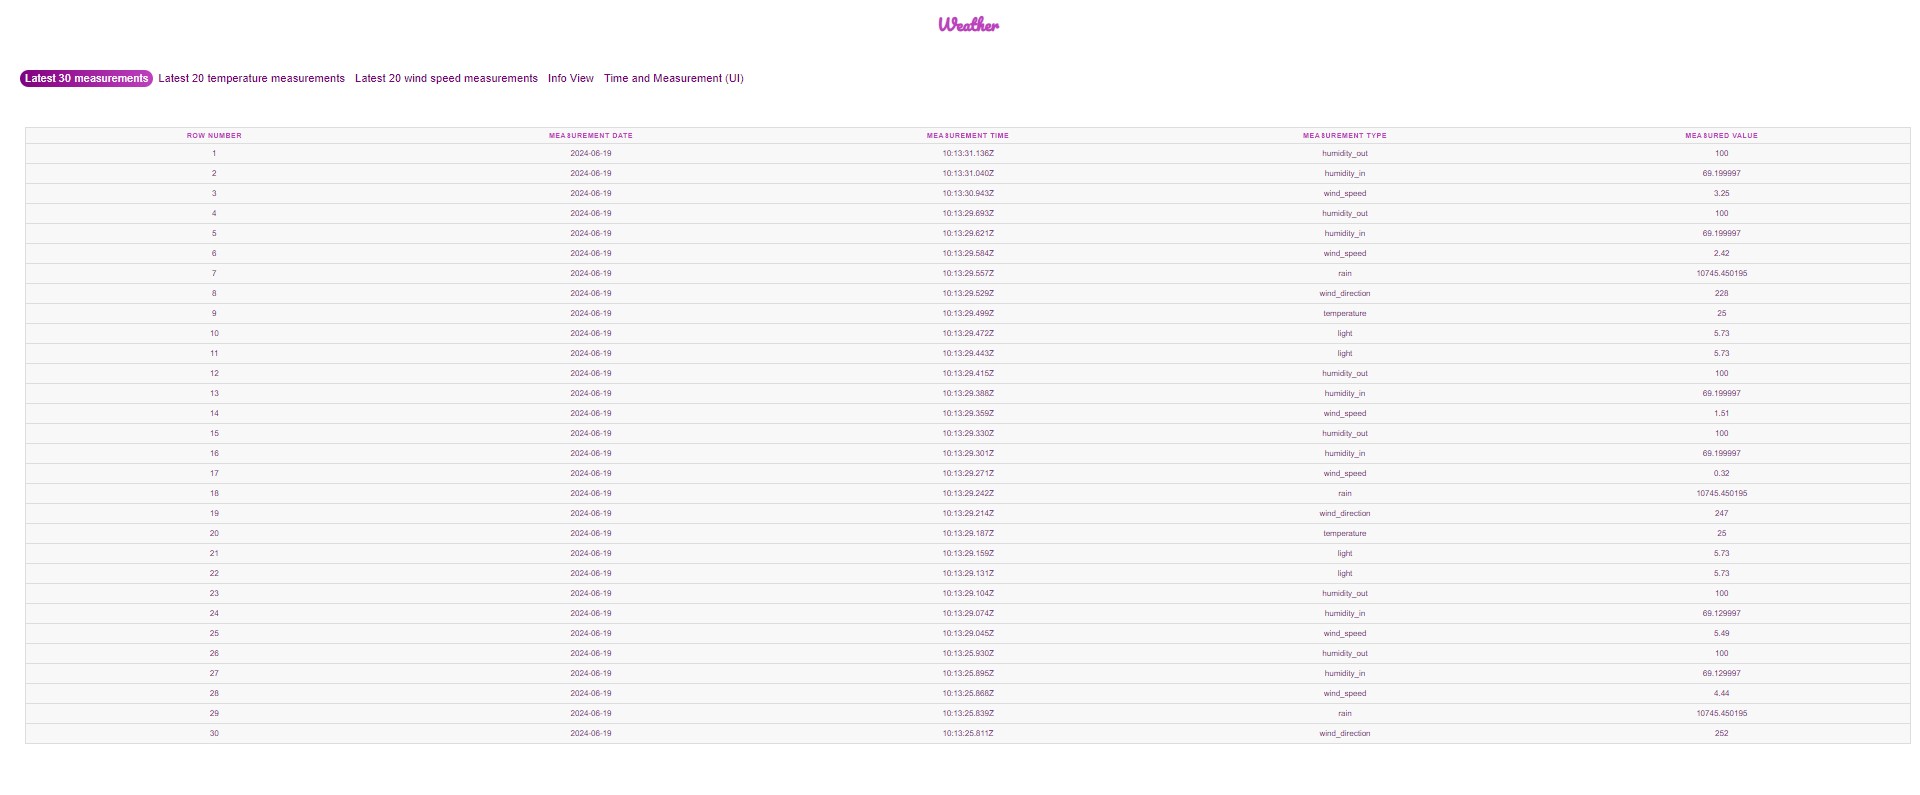 Weather
Latest 30 measurements Latest 20 temperature measurements Latest 20 wind speed measurements Info View Time and Measurement (UI)
ROW NUMBER MEASUREMENT DATE MEASUREMENT TIME MEASUREMENT TYPE MEASURED VALUE
1 2024-06-19 10:13:31.136Z humidity_out 100
2 2024-06-19 10:13:31.040Z humidity_in 69.199997
3 2024-06-19 10:13:30.943Z wind_speed 3.25
4 2024-06-19 10:13:29.693Z humidity_out 100
5 2024-06-19 10:13:29.621Z humidity_in 69.199997
6 2024-06-19 10:13:29.584Z wind_speed 2.42
7 2024-06-19 10:13:29.557Z rain 10745.450195
8 2024-06-19 10:13:29.529Z wind_direction 228
9 2024-06-19 10:13:29.499Z temperature 25
10 2024-06-19 10:13:29.472Z light 5.73
11 2024-06-19 10:13:29.443Z light 5.73
12 2024-06-19 10:13:29.415Z humidity_out 100
13 2024-06-19 10:13:29.388Z humidity_in 69.199997
14 2024-06-19 10:13:29.359Z wind_speed 1.51
15 2024-06-19 10:13:29.330Z humidity_out 100
16 2024-06-19 10:13:29.301Z humidity_in 69.199997
17 2024-06-19 10:13:29.271Z wind_speed 0.32
18 2024-06-19 10:13:29.242Z rain 10745.450195
19 2024-06-19 10:13:29.214Z wind_direction 247
20 2024-06-19 10:13:29.187Z temperature 25
21 2024-06-19 10:13:29.159Z light 5.73
22 2024-06-19 10:13:29.131Z light 5.73
23 2024-06-19 10:13:29.104Z humidity_out 100
24 2024-06-19 10:13:29.074Z humidity_in 69.129997
25 2024-06-19 10:13:29.045Z wind_speed 5.49
26 2024-06-19 10:13:25.930Z humidity_out 100
27 2024-06-19 10:13:25.895Z humidity_in 69.129997
28 2024-06-19 10:13:25.868Z wind_speed 4.44
29 2024-06-19 10:13:25.839Z rain 10745.450195
30 2024-06-19 10:13:25.811Z wind_direction 252